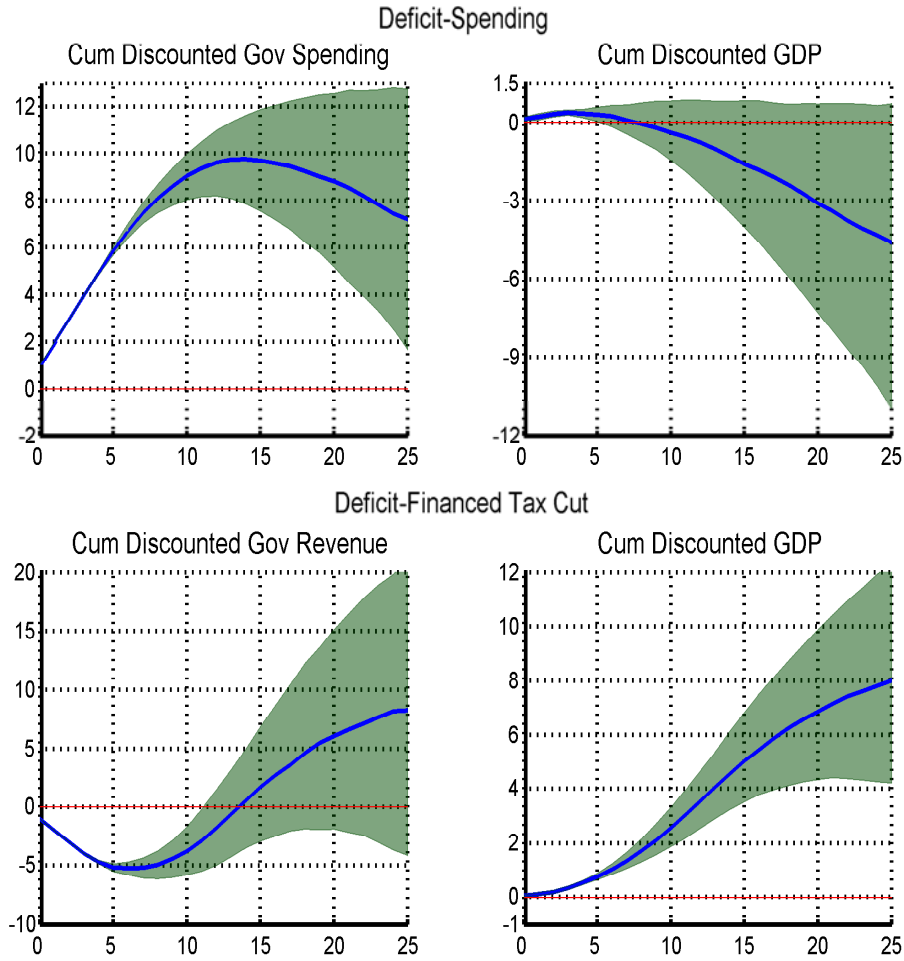 Deficit-Spending
Cum Discounted Gov Spending
12
10
8
6
4
2
0
-2
0 5 10 15 20 25
Cum Discounted GDP
1.5
0
-3
-6
-9
-12
0 5 10 15 20 25
Deficit-Financed Tax Cut
Cum Discounted Gov Revenue
20
15
10
5
0
-5
-10
0 5 10 15 20 25
Cum Discounted GDP
12
10
8
6
4
2
0
-1
0 5 10 15 20 25